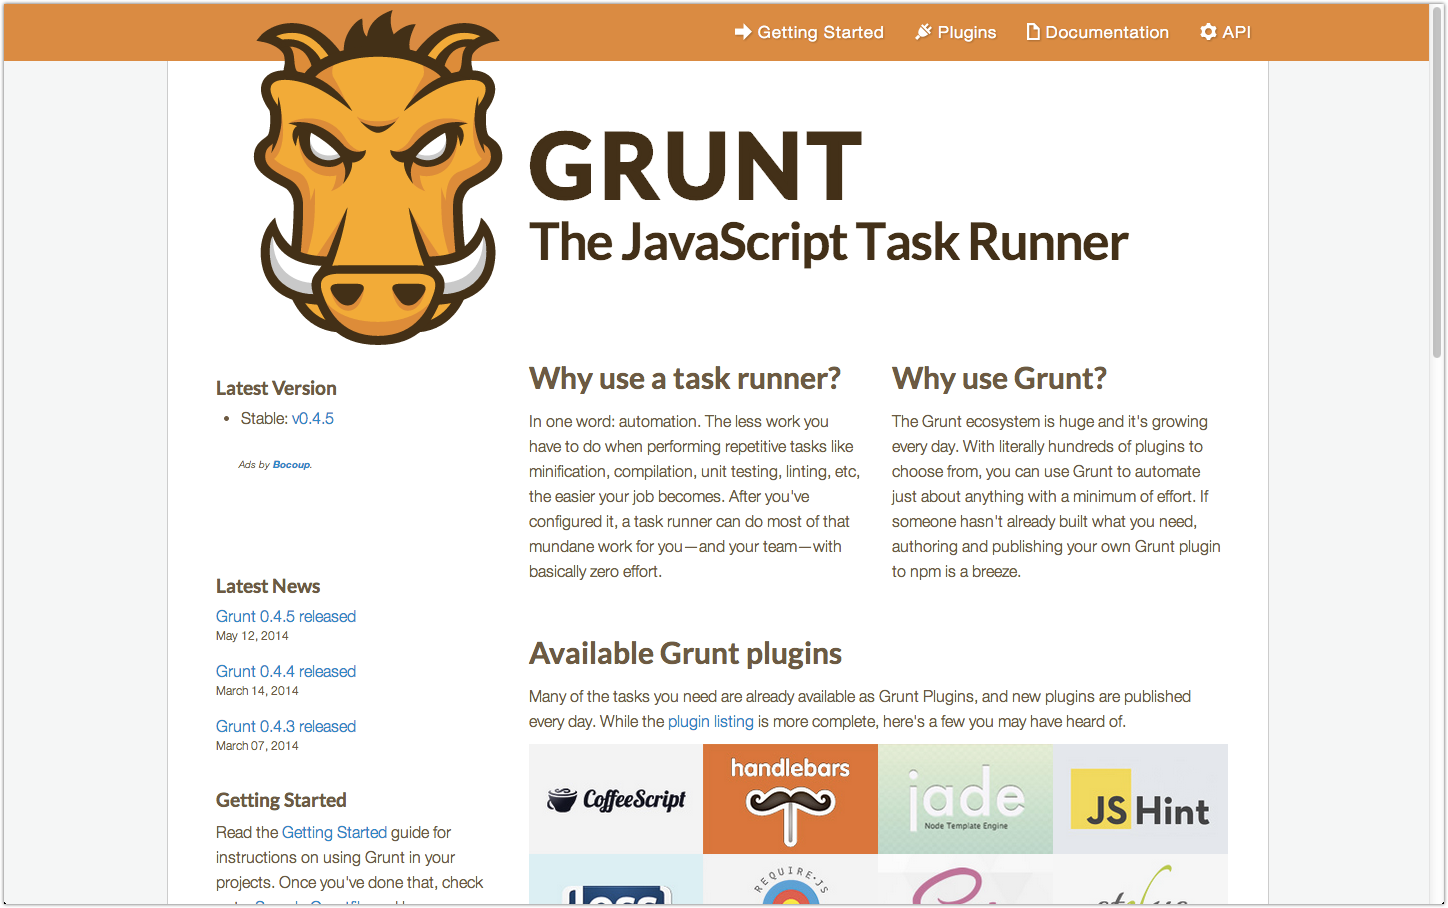 Getting Started
Plugins
Documentation
API
GRUNT
The JavaScript Task Runner
Latest Version
• Stable: v0.4.5
Ads by Bocoup.
Latest News
Grunt 0.4.5 released
May 12, 2014
Grunt 0.4.4 released
March 14, 2014
Grunt 0.4.3 released
March 07, 2014
Getting Started
Read the Getting Started guide for
instructions on using Grunt in your
projects. Once you've done that, check
Why use a task runner?
In one word: automation. The less work you
have to do when performing repetitive tasks like
minification, compilation, unit testing, linting, etc,
the easier your job becomes. After you've
configured it, a task runner can do most of that
mundane work for you—and your team—with
basically zero effort.
Why use Grunt?
The Grunt ecosystem is huge and it's growing
every day. With literally hundreds of plugins to
choose from, you can use Grunt to automate
just about anything with a minimum of effort. If
someone hasn't already built what you need,
authoring and publishing your own Grunt plugin
to npm is a breeze.
Available Grunt plugins
Many of the tasks you need are already available as Grunt Plugins, and new plugins are published
every day. While the plugin listing is more complete, here's a few you may have heard of.
CoffeeScript
handlebars
jade
Node Template Engine
JSHint
REQUIRE·JS